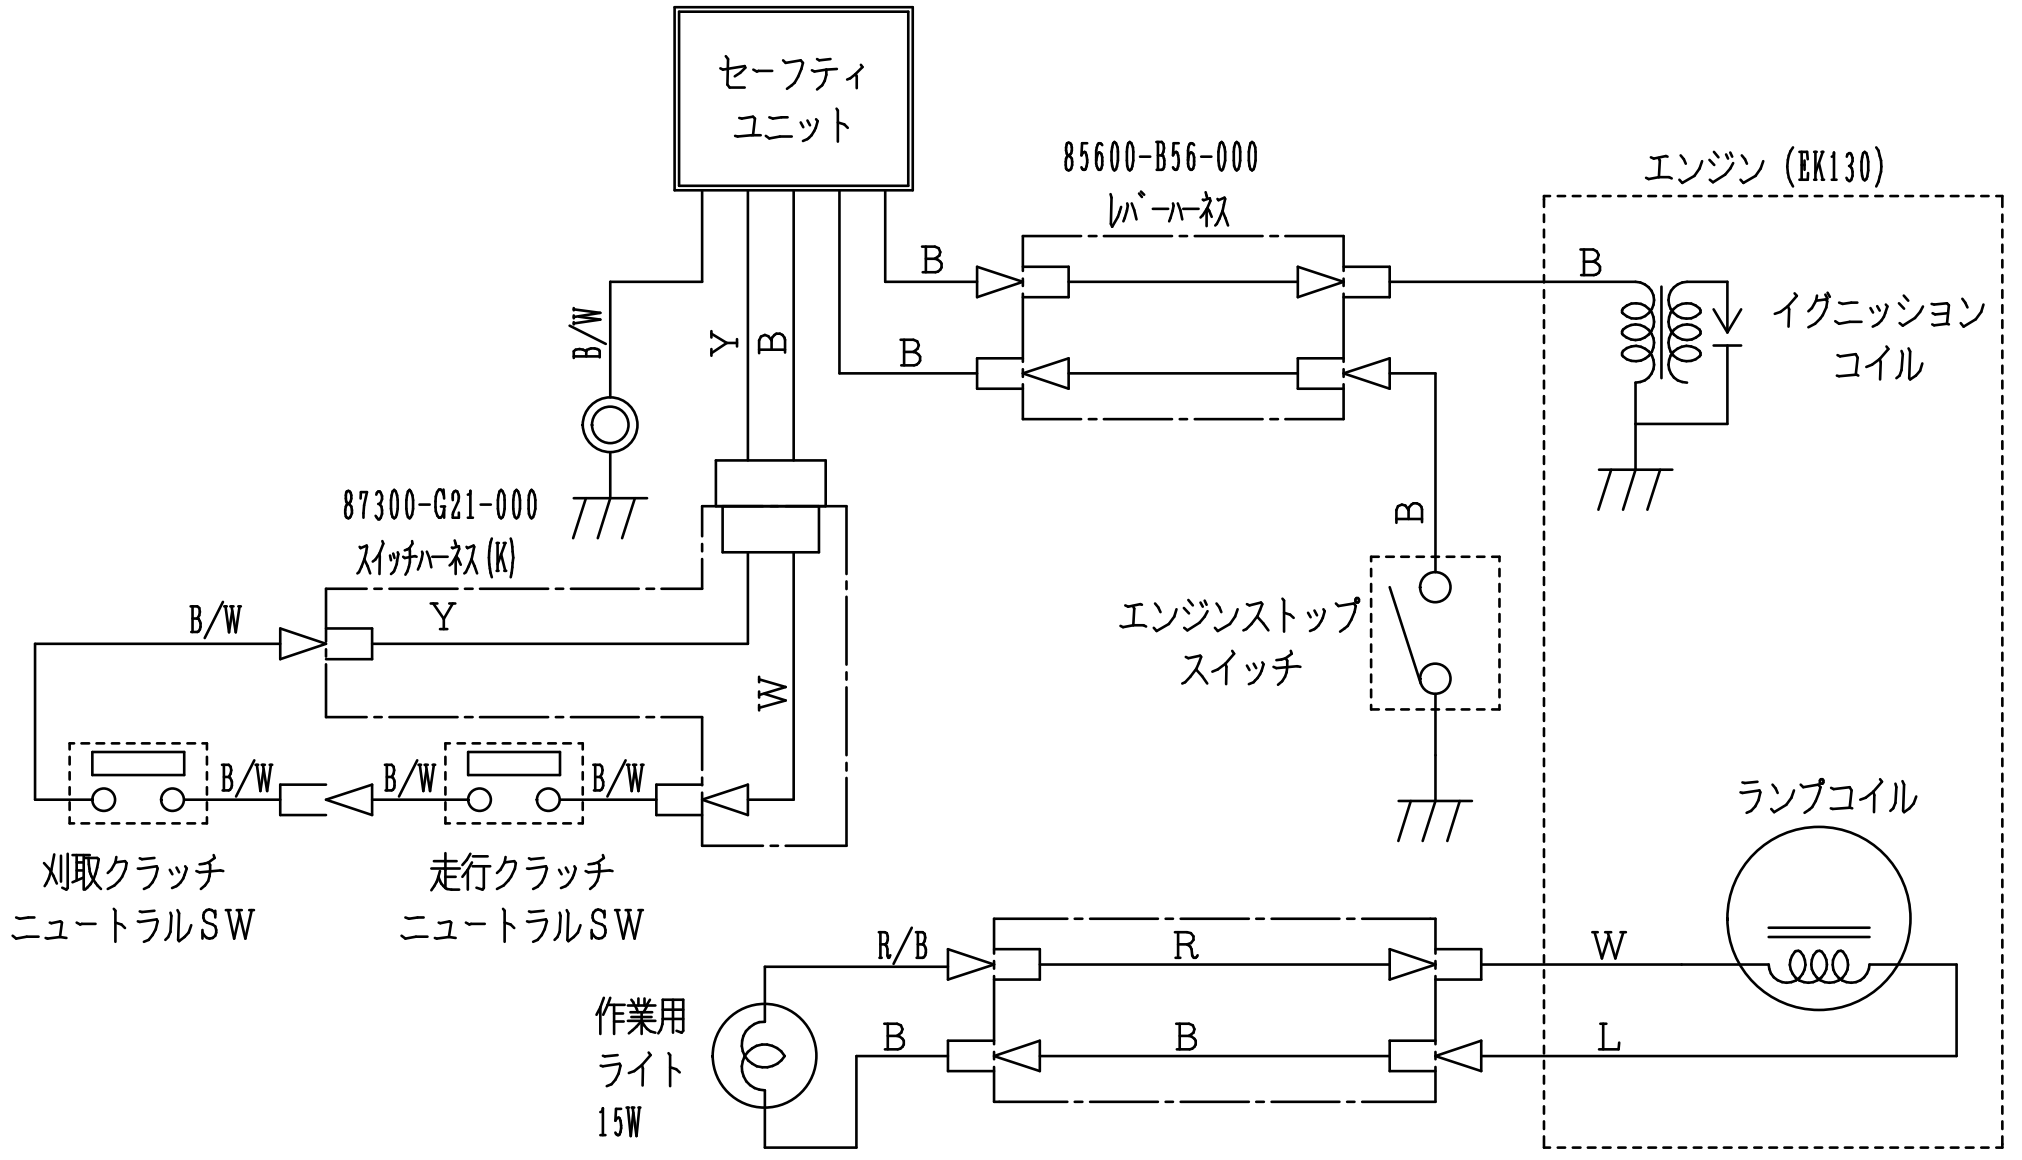 セーフティ
ユニット
85600-B56-000
レバーハーネス
エンジン(EK130)
B
B
B
B/W
Y
B
イグニッション
コイル
87300-G21-000
スイッチハーネス(K)
B
B/W
Y
エンジンストップ
スイッチ
W
B/W
B/W
B/W
ランプコイル
刈取クラッチ
ニュートラルSW
走行クラッチ
ニュートラルSW
R/B
R
W
作業用
ライト
15W
B
B
L